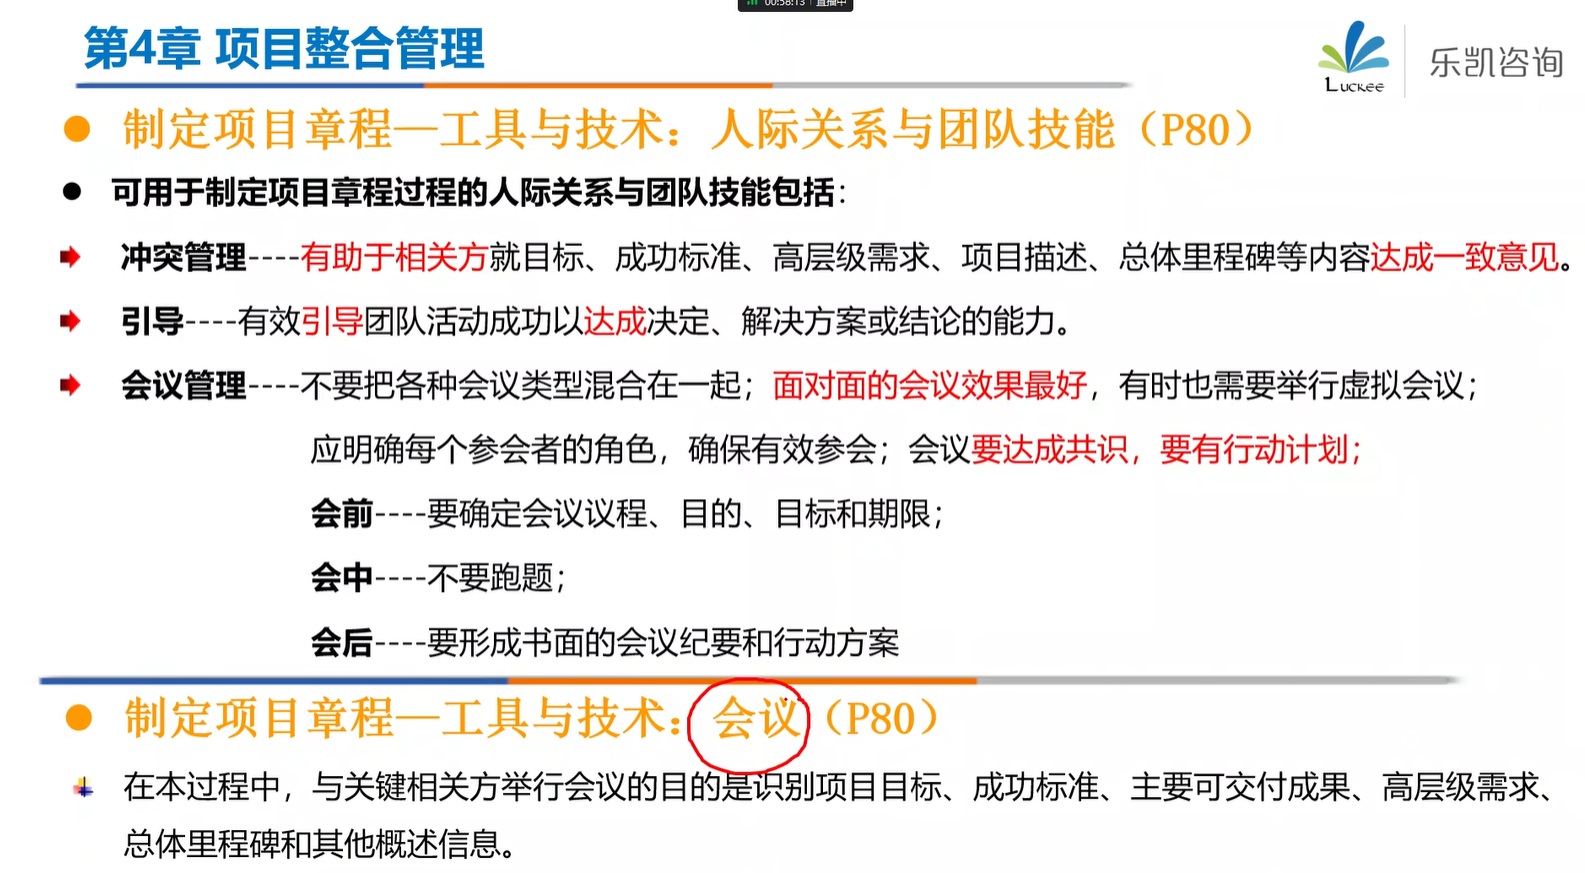 00:58:13 | 直播中
第4章 项目整合管理
Luckee
乐凯咨询
制定项目章程—工具与技术：人际关系与团队技能（P80）
可用于制定项目章程过程的人际关系与团队技能包括：
冲突管理----有助于相关方就目标、成功标准、高层级需求、项目描述、总体里程碑等内容达成一致意见。
引导----有效引导团队活动成功以达成决定、解决方案或结论的能力。
会议管理----不要把各种会议类型混合在一起；面对面的会议效果最好，有时也需要举行虚拟会议；
应明确每个参会者的角色，确保有效参会；会议要达成共识，要有行动计划；
会前----要确定会议议程、目的、目标和期限；
会中----不要跑题；
会后----要形成书面的会议纪要和行动方案
制定项目章程—工具与技术：会议（P80）
在本过程中，与关键相关方举行会议的目的是识别项目目标、成功标准、主要可交付成果、高层级需求、
总体里程碑和其他概述信息。